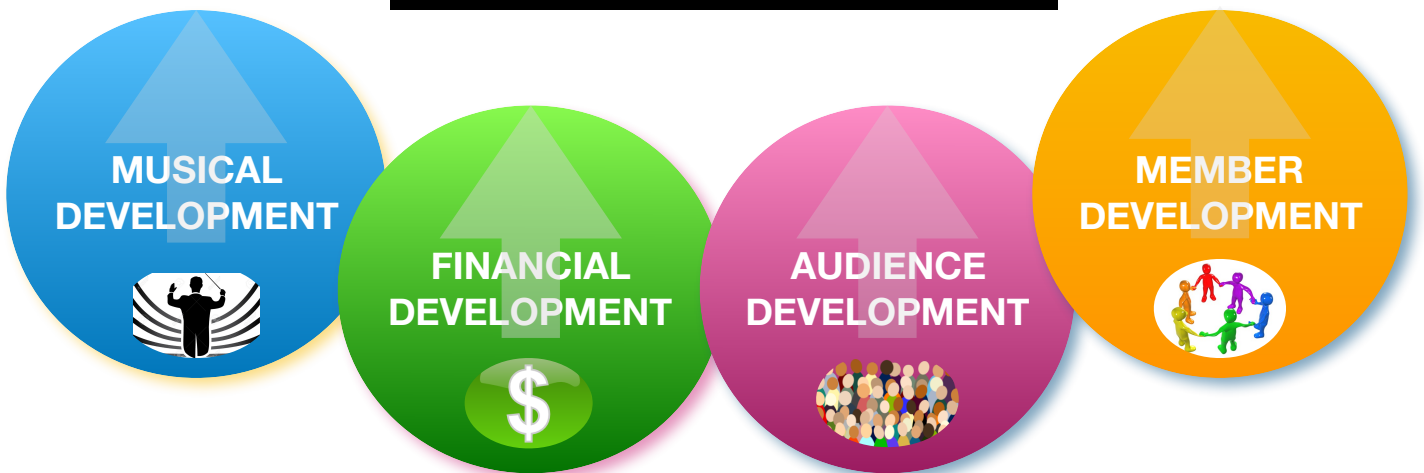 MUSICAL
DEVELOPMENT
FINANCIAL
DEVELOPMENT
$
AUDIENCE
DEVELOPMENT
MEMBER
DEVELOPMENT